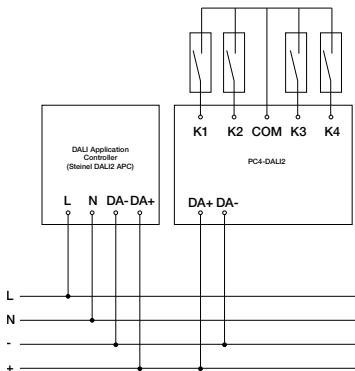 K1 K2 COM K3 K4
DALI Application
Controller
(Steinel DALI2 APC)
PC4-DALI2
L N DA- DA+
DA+ DA-
L
N
-
+